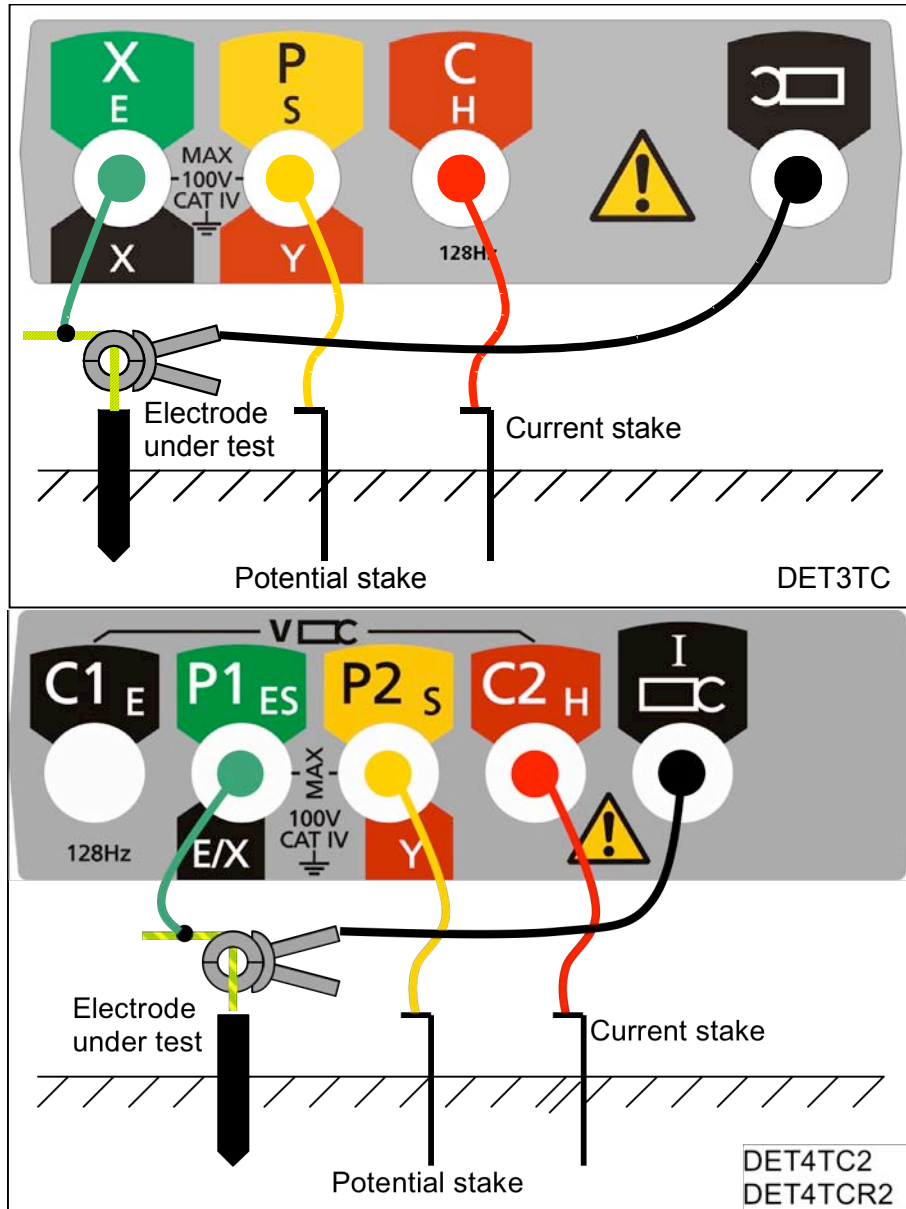 X P C
E S H
MAX
100V
CAT IV
X Y 128Hz
Electrode
under test
Current stake
Potential stake
DET3TC
V C
C1 E P1 ES P2 S C2 H I
C
MAX
100V
CAT IV
128Hz E/X Y
Electrode
under test
Current stake
Potential stake
DET4TC2
DET4TCR2